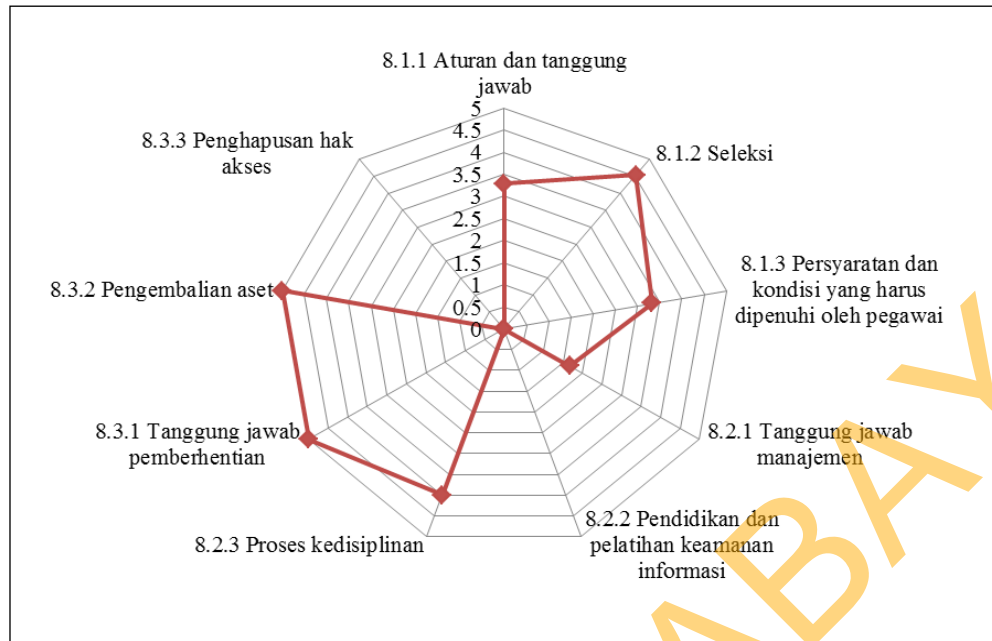 8.1.1 Aturan dan tanggung
jawab
5
4.5
4
3.5
3
2.5
2
1.5
1
0.5
0
8.1.2 Seleksi
8.1.3 Persyaratan dan
kondisi yang harus
dipenuhi oleh pegawai
8.2.1 Tanggung jawab
manajemen
8.2.2 Pendidikan dan
pelatihan keamanan
informasi
8.2.3 Proses kedisiplinan
8.3.1 Tanggung jawab
pemberhentian
8.3.2 Pengembalian aset
8.3.3 Penghapusan hak
akses
ABAY